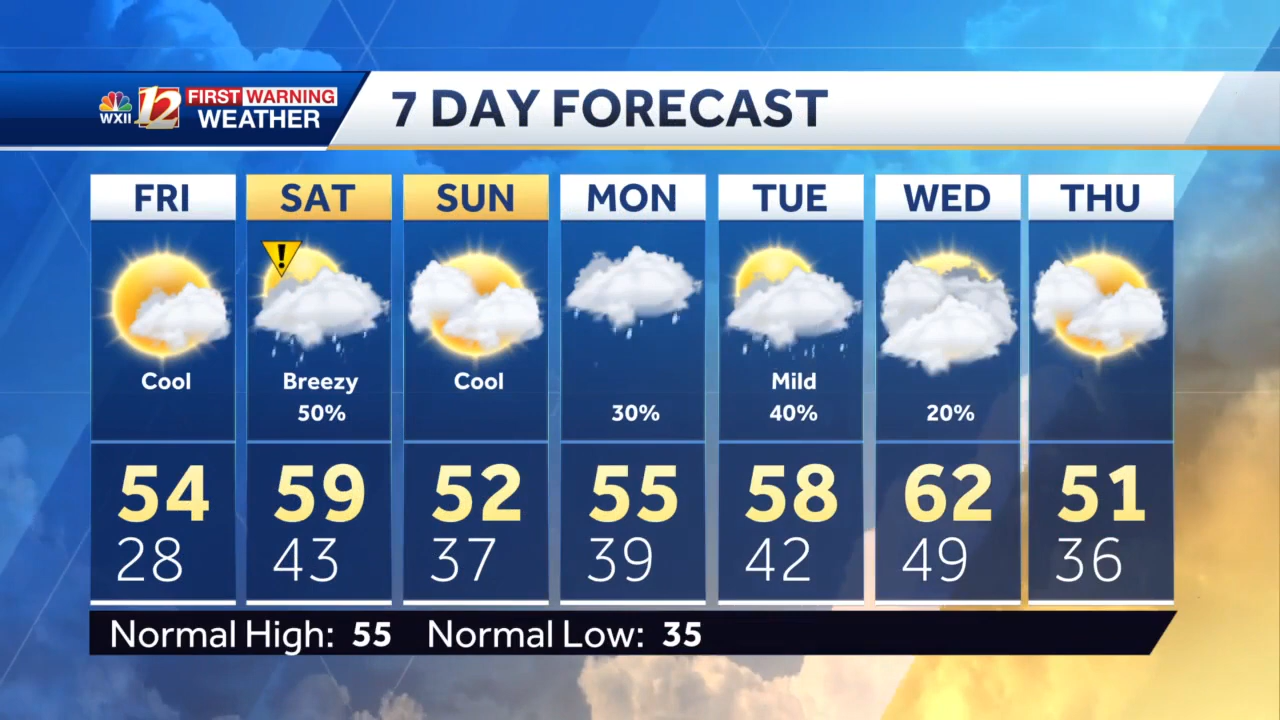 WXII 12 FIRST WARNING WEATHER
7 DAY FORECAST
FRI SAT SUN MON TUE WED THU
!
Cool Breezy Cool Mild
50% 30% 40% 20%
54 59 52 55 58 62 51
28 43 37 39 42 49 36
Normal High: 55 Normal Low: 35